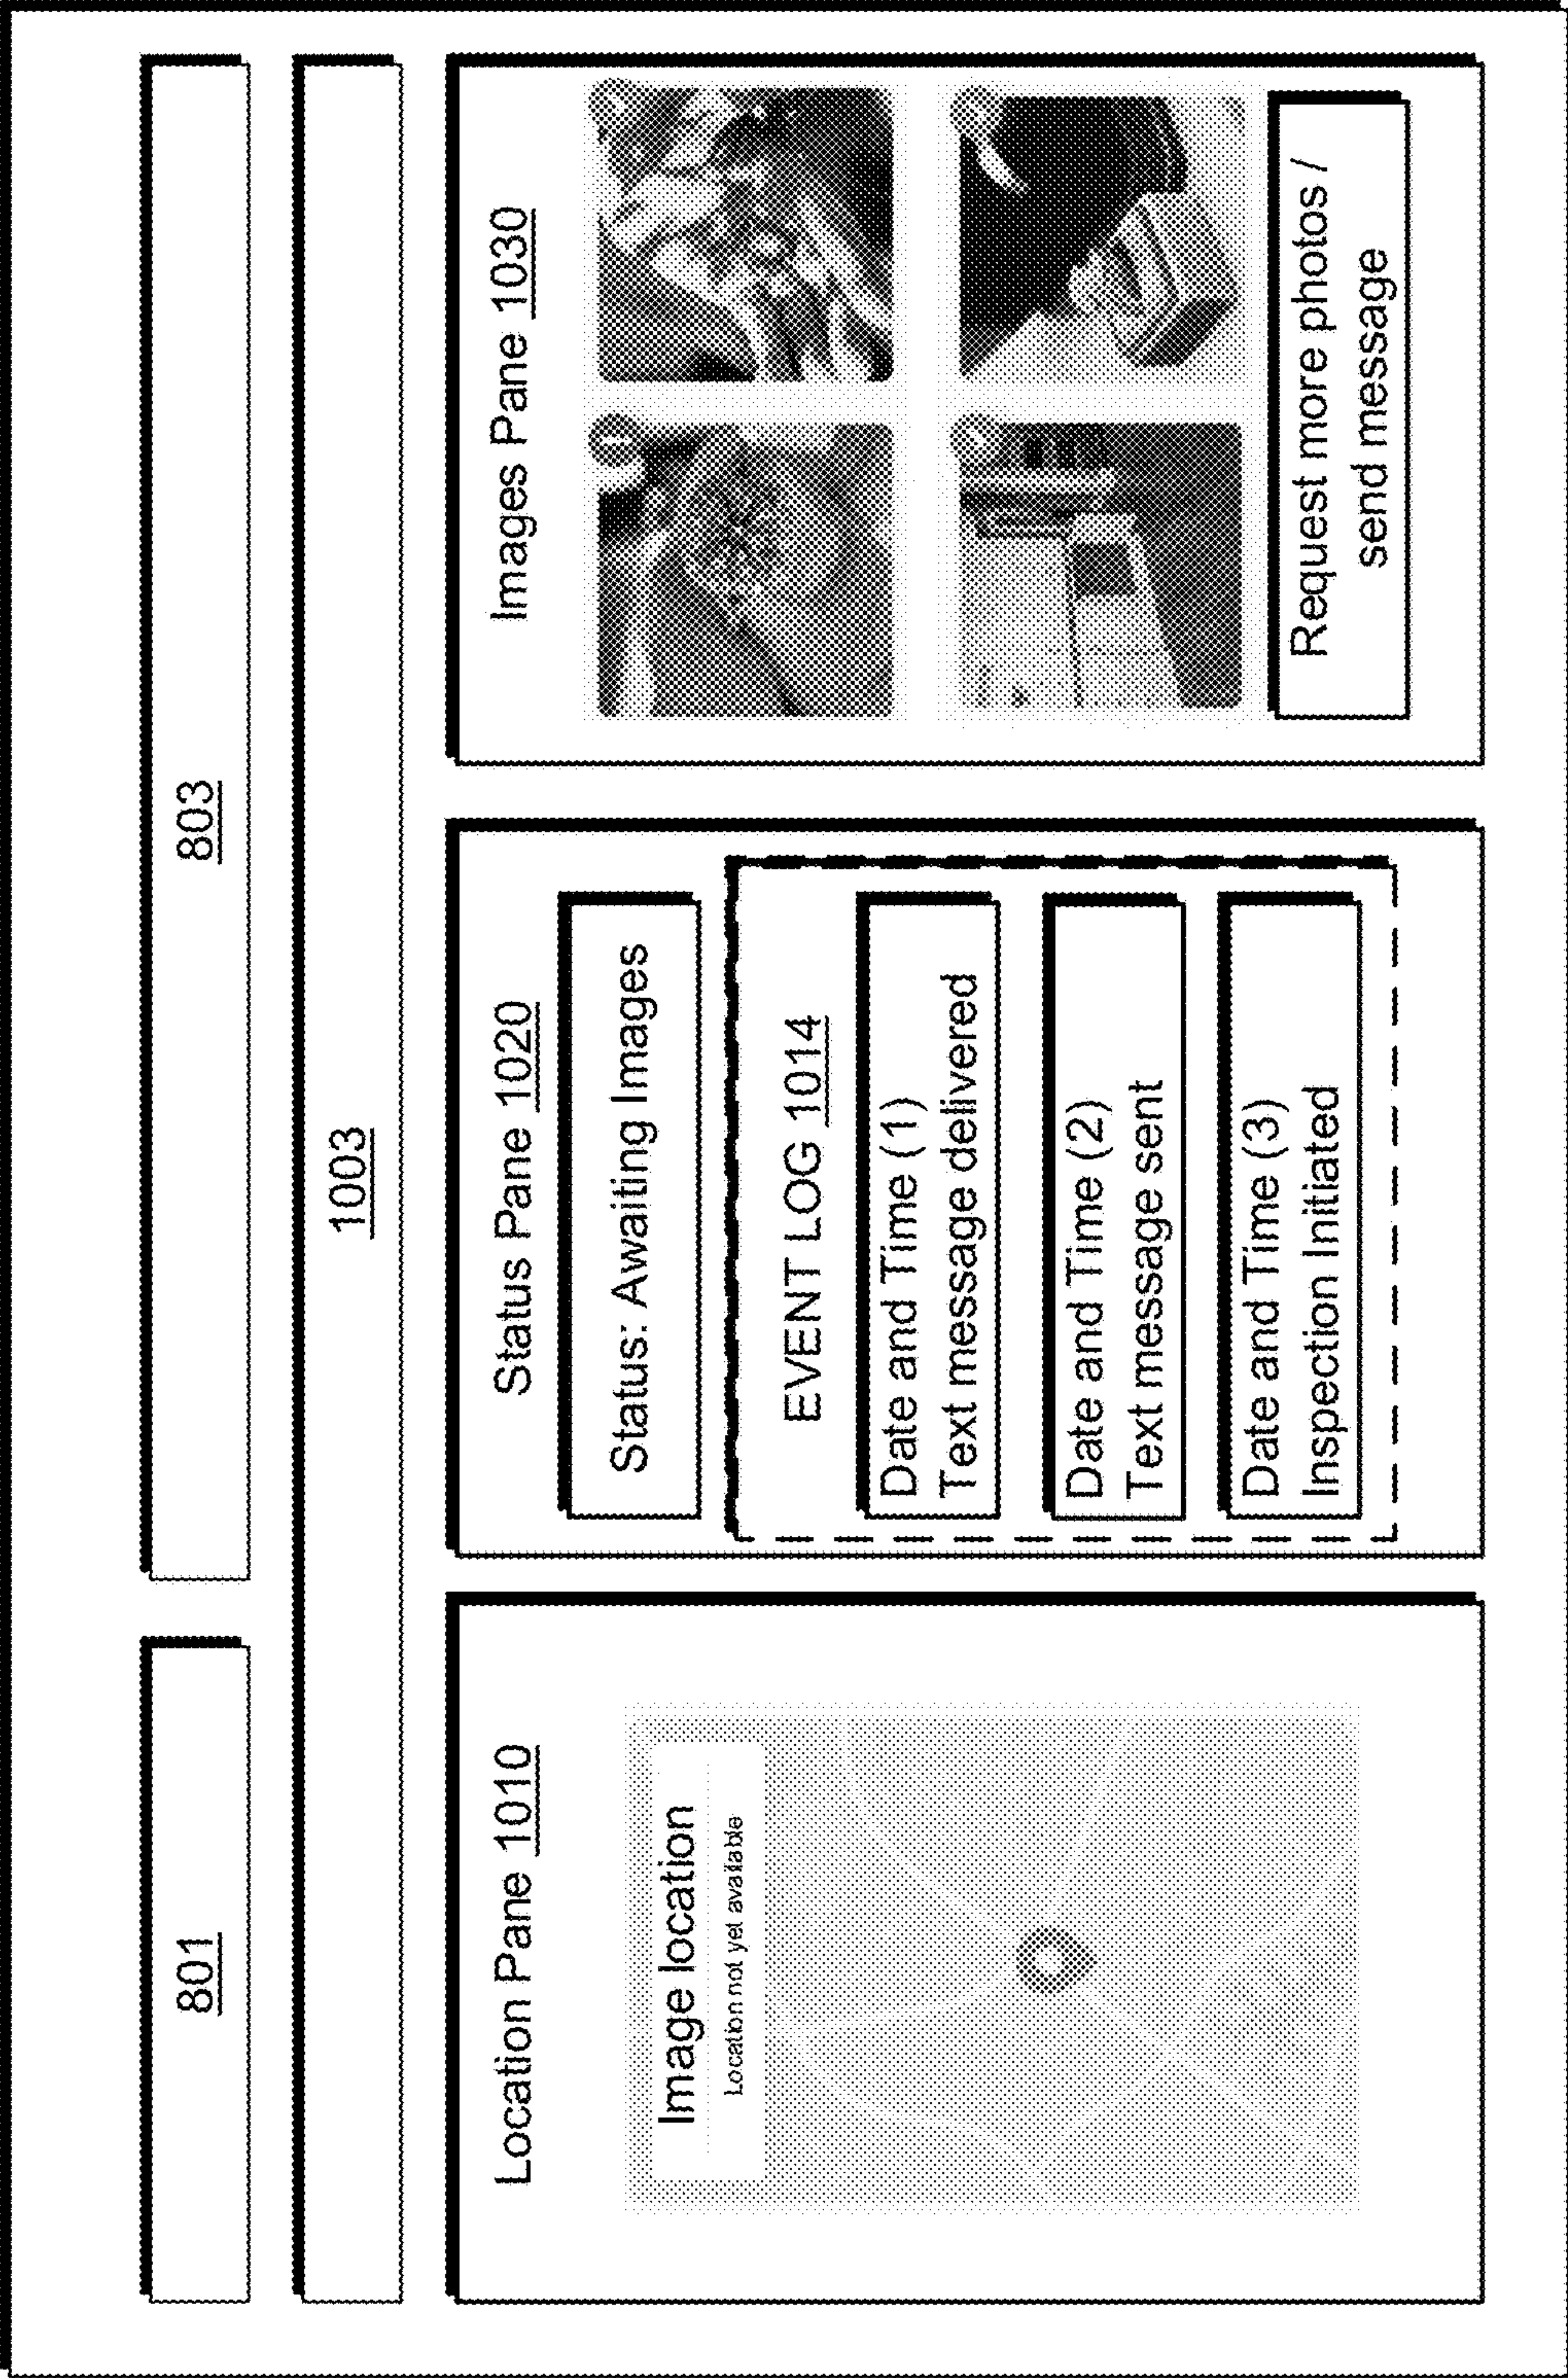 801
803
1003
Location Pane 1010
Image location
Location not yet available
Status Pane 1020
Status: Awaiting Images
EVENT LOG 1014
Date and Time (1)
Text message delivered
Date and Time (2)
Text message sent
Date and Time (3)
Inspection Initiated
Images Pane 1030
Request more photos /
send message